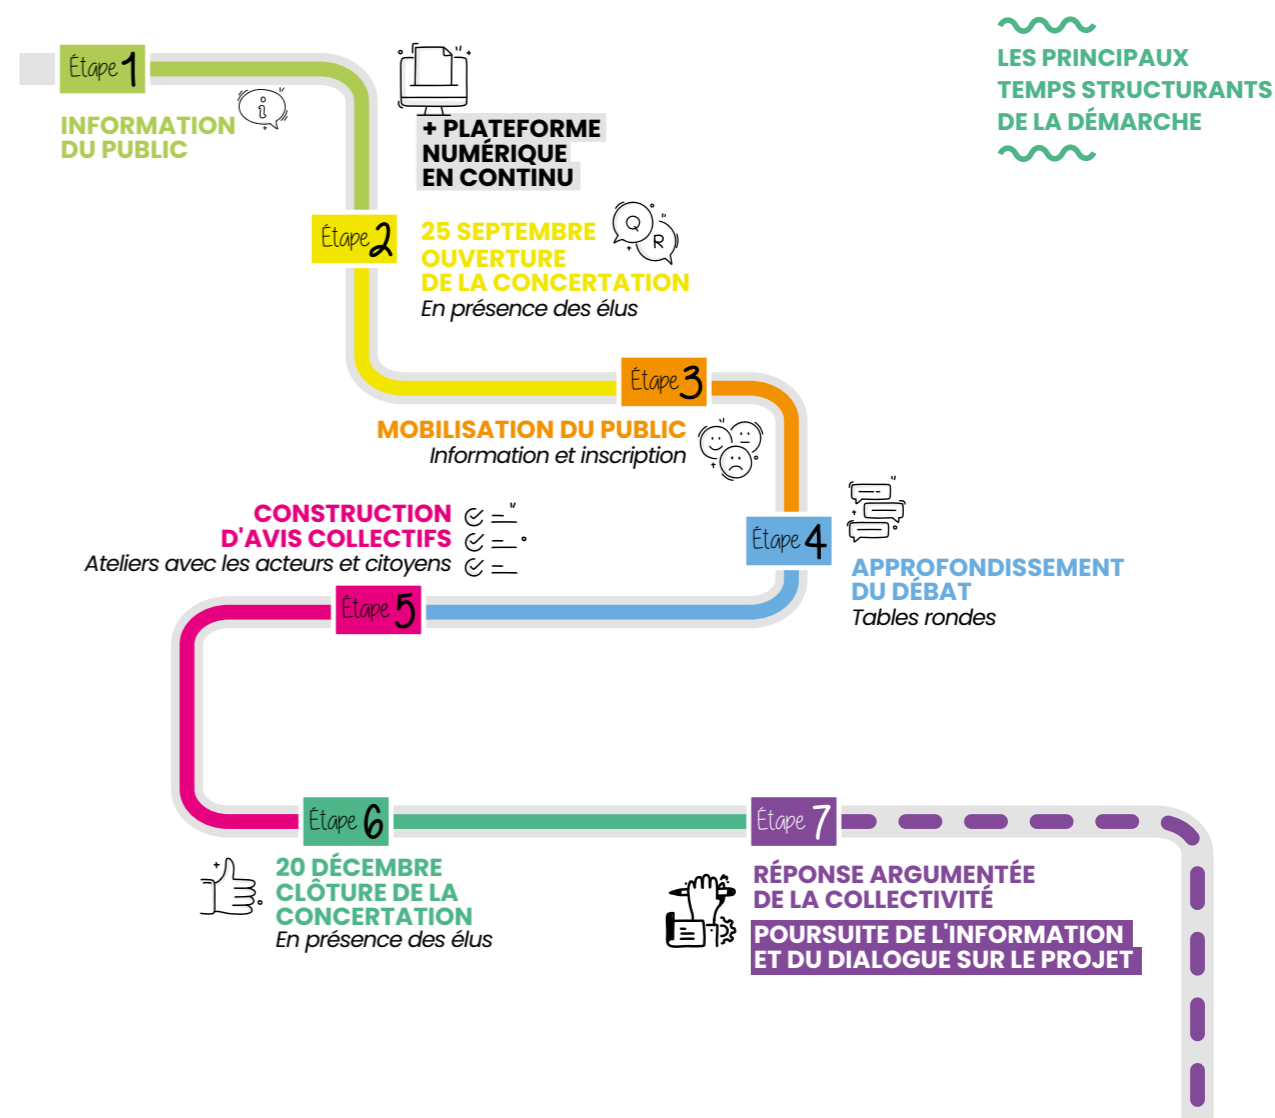 LES PRINCIPAUX
TEMPS STRUCTURANTS
DE LA DÉMARCHE
Étape 1
INFORMATION
DU PUBLIC
i
+ PLATEFORME
NUMÉRIQUE
EN CONTINU
Étape 2
25 SEPTEMBRE
OUVERTURE
DE LA CONCERTATION
En présence des élus
Q
R
Étape 3
MOBILISATION DU PUBLIC
Information et inscription
Étape 4
APPROFONDISSEMENT
DU DÉBAT
Tables rondes
CONSTRUCTION
D'AVIS COLLECTIFS
Ateliers avec les acteurs et citoyens
Étape 5
Étape 6
20 DÉCEMBRE
CLÔTURE DE LA
CONCERTATION
En présence des élus
Étape 7
RÉPONSE ARGUMENTÉE
DE LA COLLECTIVITÉ
POURSUITE DE L'INFORMATION
ET DU DIALOGUE SUR LE PROJET